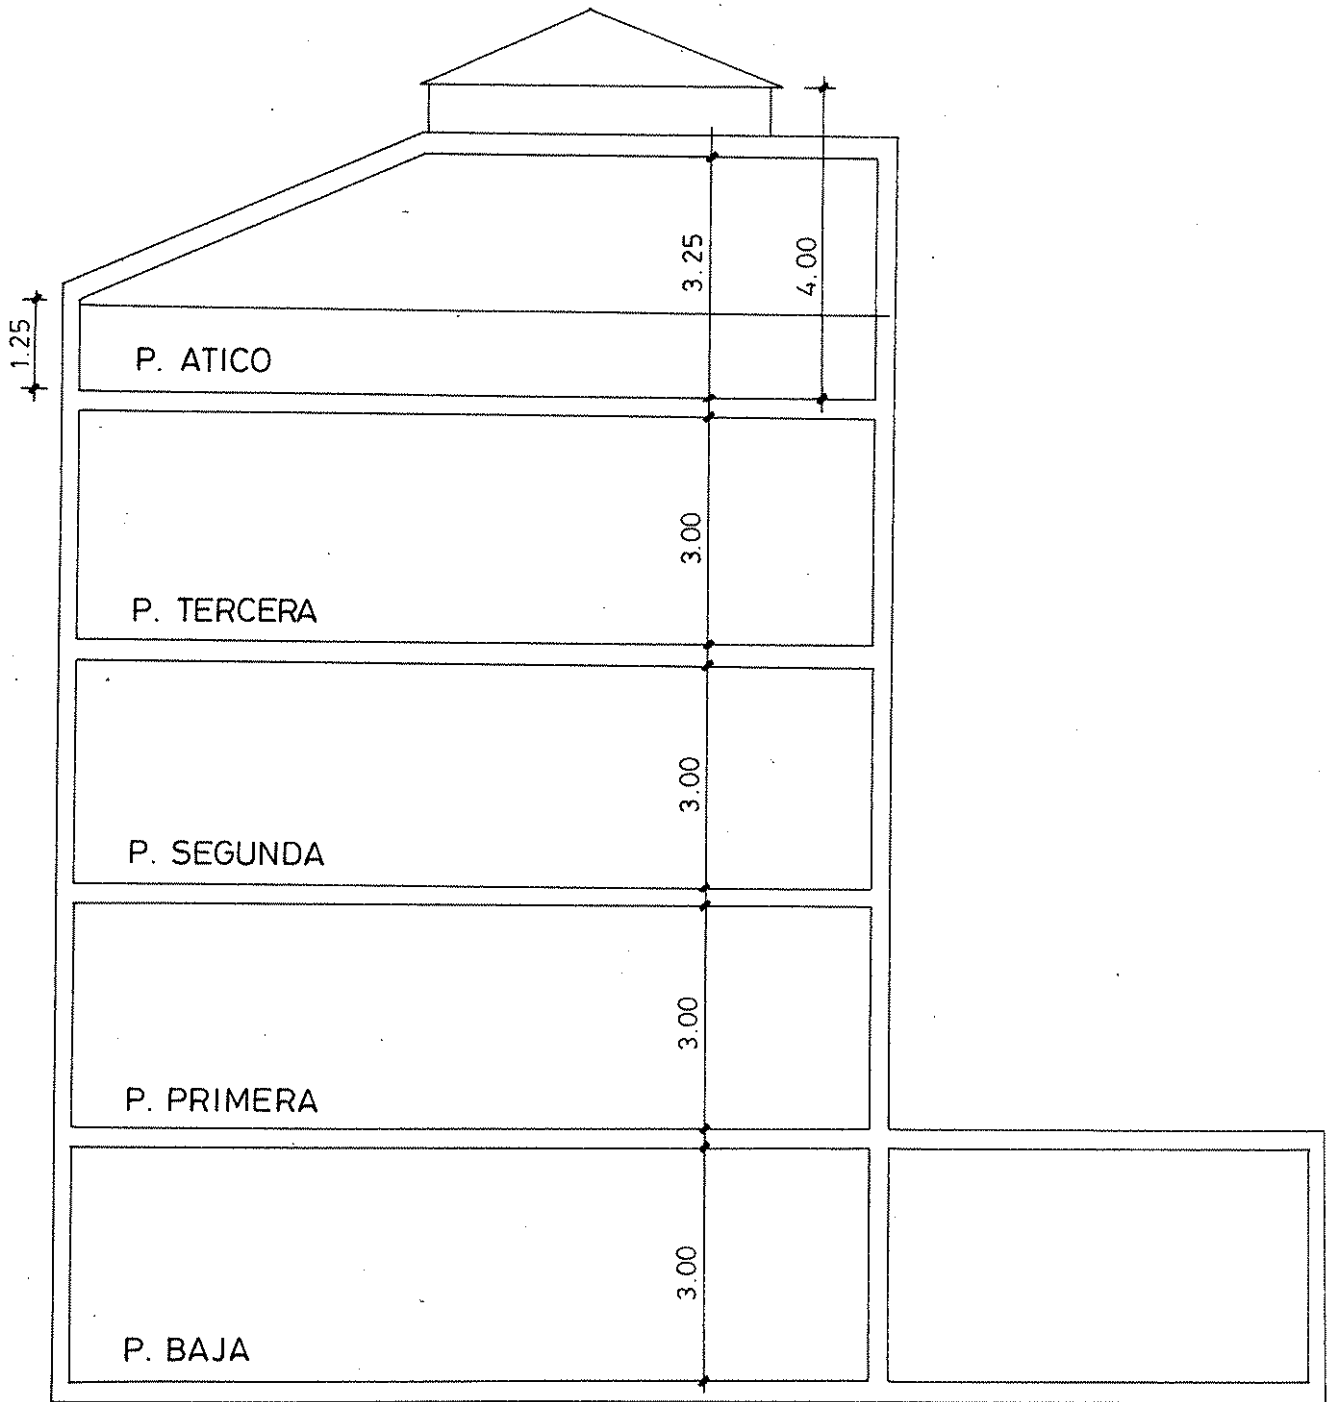 3.25
4.00
1.25
P. ATICO
3.00
P. TERCERA
3.00
P. SEGUNDA
3.00
P. PRIMERA
3.00
P. BAJA